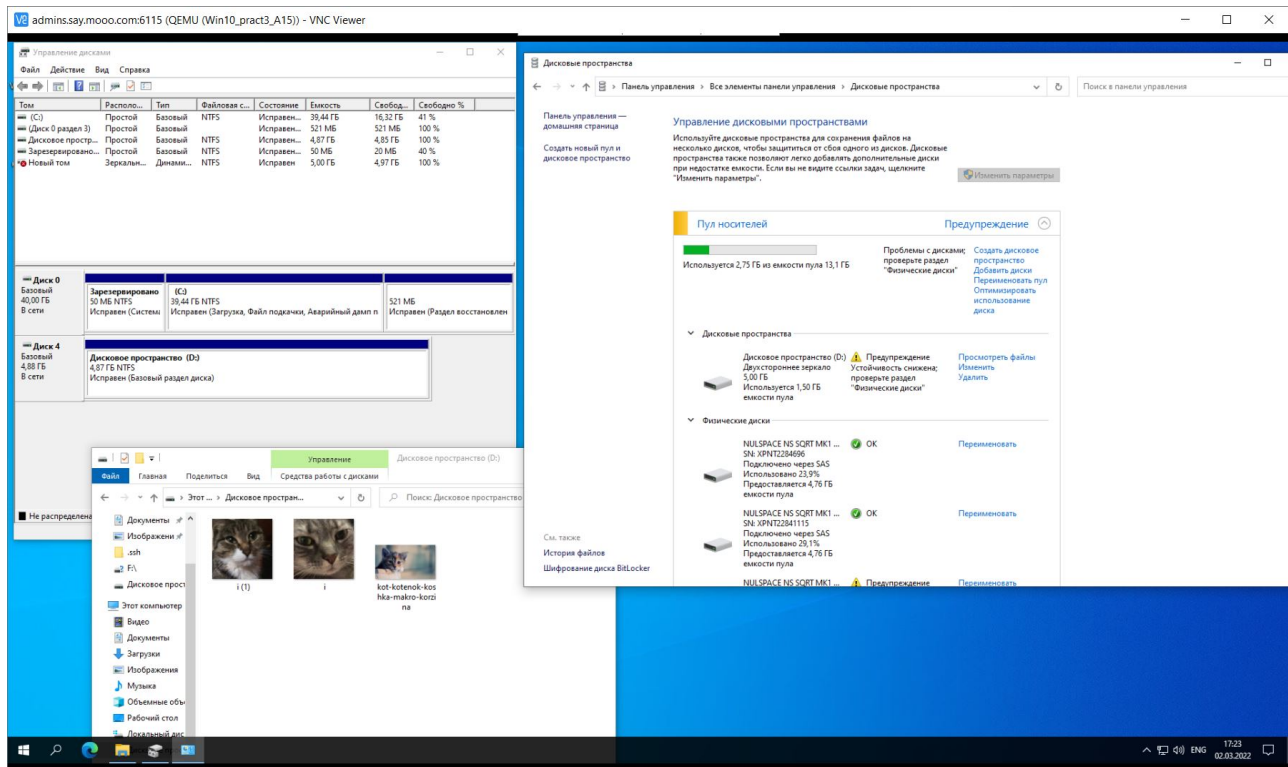 admins.say.mooo.com:6115 (QEMU (Win10_pract3_A15)) - VNC Viewer
Управление дисками
Файл Действие Вид Справка
Том Располо... Тип Файловая с... Состояние Емкость Свобод... Свободно %
(C:) Простой Базовый NTFS Исправен... 39,44 ГБ 16,32 ГБ 41 %
(Диск 0 раздел 3) Простой Базовый Исправен... 521 МБ 521 МБ 100 %
Дисковое простр... Простой Базовый NTFS Исправен... 4,87 ГБ 4,85 ГБ 100 %
Зарезервировано... Простой Базовый NTFS Исправен... 50 МБ 20 МБ 40 %
Новый том Зеркальн... Динами... NTFS Исправен 5,00 ГБ 4,97 ГБ 100 %
Диск 0
Базовый
40,00 ГБ
В сети
Зарезервировано
50 МБ NTFS
Исправен (Систем
(C:)
39,44 ГБ NTFS
Исправен (Загрузка, Файл подкачки, Аварийный дамп п
521 МБ
Исправен (Раздел восстановлен
Диск 4
Базовый
4,88 ГБ
В сети
Дисковое пространство (D:)
4,87 ГБ NTFS
Исправен (Базовый раздел диска)
Не распределена
Управление
Дисковое пространство (D:)
Файл Главная Поделиться Вид Средства работы с дисками
Этот ... › Дисковое простран...
Поиск: Дисковое пространство
Документы
Изображени
.ssh
F:\
Дисковое прост
Этот компьютер
Видео
Документы
Загрузки
Изображения
Музыка
Объемные объе
Рабочий стол
Локальный дис
i (1)
i
kot-kotenok-kos
hka-makro-korzi
na
Дисковые пространства
Панель управления › Все элементы панели управления › Дисковые пространства
Поиск в панели управления
Панель управления —
домашняя страница
Создать новый пул и
дисковое пространство
См. также
История файлов
Шифрование диска BitLocker
Управление дисковыми пространствами
Используйте дисковые пространства для сохранения файлов на
несколько дисков, чтобы защититься от сбоя одного из дисков. Дисковые
пространства также позволяют легко добавлять дополнительные диски
при недостатке емкости. Если вы не видите ссылки задач, щелкните
"Изменить параметры".
Изменить параметры
Пул носителей
Предупреждение
Используется 2,75 ГБ из емкости пула 13,1 ГБ
Проблемы с дисками;
проверьте раздел
"Физические диски"
Создать дисковое
пространство
Добавить диски
Переименовать пул
Оптимизировать
использование
диска
Дисковые пространства
Дисковое пространство (D:)
Двухстороннее зеркало
5,00 ГБ
Используется 1,50 ГБ
емкости пула
Предупреждение
Устойчивость снижена;
проверьте раздел
"Физические диски"
Просмотреть файлы
Изменить
Удалить
Физические диски
NULSPACE NS SQRT MK1 ...
SN: XPNT2284696
Подключено через SAS
Использовано 23,9%
Предоставляется 4,76 ГБ
емкости пула
OK
Переименовать
NULSPACE NS SQRT MK1 ...
SN: XPNT22841115
Подключено через SAS
Использовано 29,1%
Предоставляется 4,76 ГБ
емкости пула
OK
Переименовать
NULSPACE NS SQRT MK1 ...
Предупреждение
Переименовать
ENG
17:23
02.03.2022